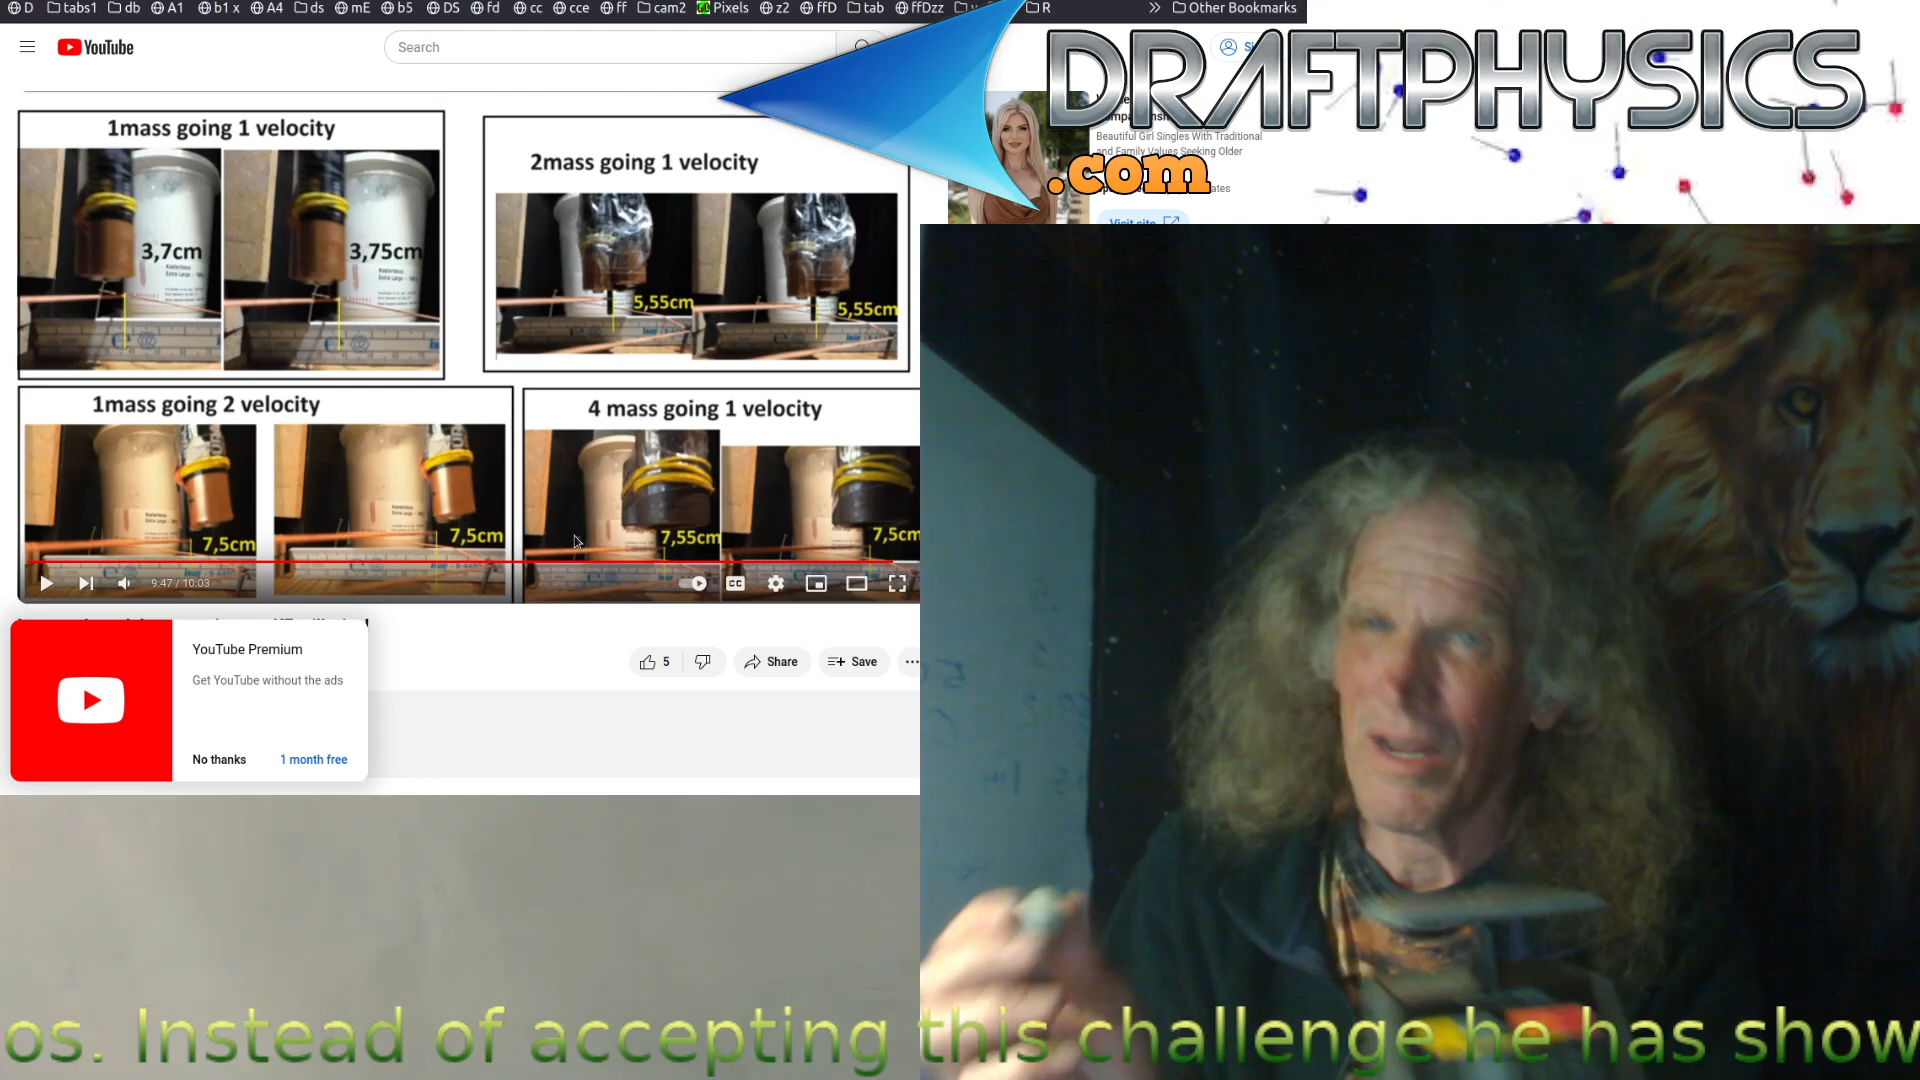 D tabs1 db A1 b1 x A4 ds mE b5 DS fd cc cce ff cam2 Pixels z2 ffD tab ffDzz R Other Bookmarks
YouTube
Search
DRAFTPHYSICS
.com
Beautiful Girl Singles With Traditional
and Family Values Seeking Older
Visit site
1mass going 1 velocity
3,7cm
3,75cm
2mass going 1 velocity
5,55cm
5,55cm
1mass going 2 velocity
7,5cm
7,5cm
4 mass going 1 velocity
7,55cm
7,5cm
9:47 / 10:03
CC
5
Share
Save
YouTube Premium
Get YouTube without the ads
No thanks
1 month free
os. Instead of accepting this challenge he has show